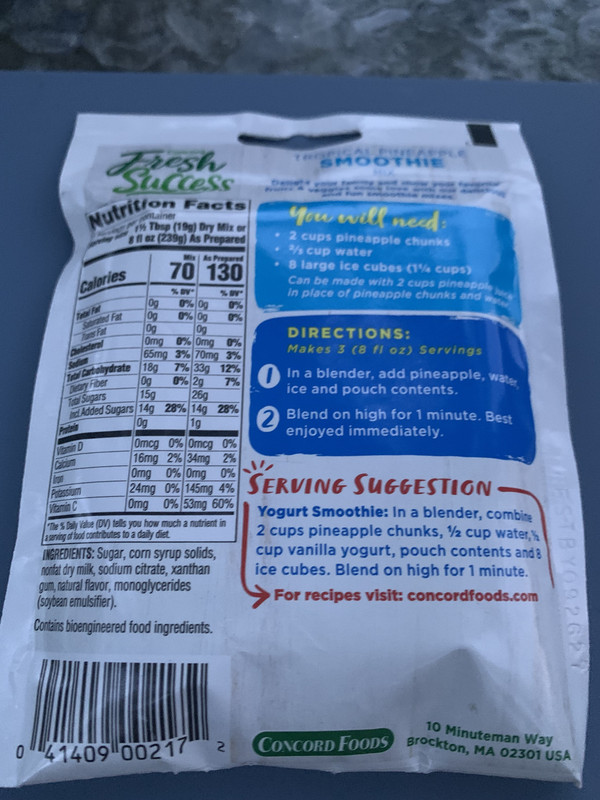 Fresh
Success
TROPICAL PINEAPPLE
SMOOTHIE
MIX
Nutrition Facts
1½ Tbsp (19g) Dry Mix or
8 fl oz (239g) As Prepared
Mix As Prepared
Calories 70 130
% DV* % DV*
Total Fat 0g 0% 0g 0%
Saturated Fat 0g 0% 0g 0%
Trans Fat 0g 0g
Cholesterol 0mg 0% 0mg 0%
Sodium 65mg 3% 70mg 3%
Total Carbohydrate 18g 7% 33g 12%
Dietary Fiber 0g 0% 2g 7%
Total Sugars 15g 26g
Incl Added Sugars 14g 28% 14g 28%
Protein 0g 1g
Vitamin D 0mcg 0% 0mcg 0%
Calcium 16mg 2% 34mg 2%
Iron 0mg 0% 0mg 0%
Potassium 24mg 0% 145mg 4%
Vitamin C 0mg 0% 53mg 60%
*The % Daily Value (DV) tells you how much a nutrient in
a serving of food contributes to a daily diet.
INGREDIENTS: Sugar, corn syrup solids,
nonfat dry milk, sodium citrate, xanthan
gum, natural flavor, monoglycerides
(soybean emulsifier).
Contains bioengineered food ingredients.
0 41409 00217 2
You will need:
• 2 cups pineapple chunks
• ⅔ cup water
• 8 large ice cubes (1¼ cups)
Can be made with 2 cups pineapple juice
in place of pineapple chunks and water
DIRECTIONS:
Makes 3 (8 fl oz) Servings
1 In a blender, add pineapple, water,
ice and pouch contents.
2 Blend on high for 1 minute. Best
enjoyed immediately.
SERVING SUGGESTION
Yogurt Smoothie: In a blender, combine
2 cups pineapple chunks, ½ cup water, ½
cup vanilla yogurt, pouch contents and 8
ice cubes. Blend on high for 1 minute.
For recipes visit: concordfoods.com
CONCORD FOODS
10 Minuteman Way
Brockton, MA 02301 USA